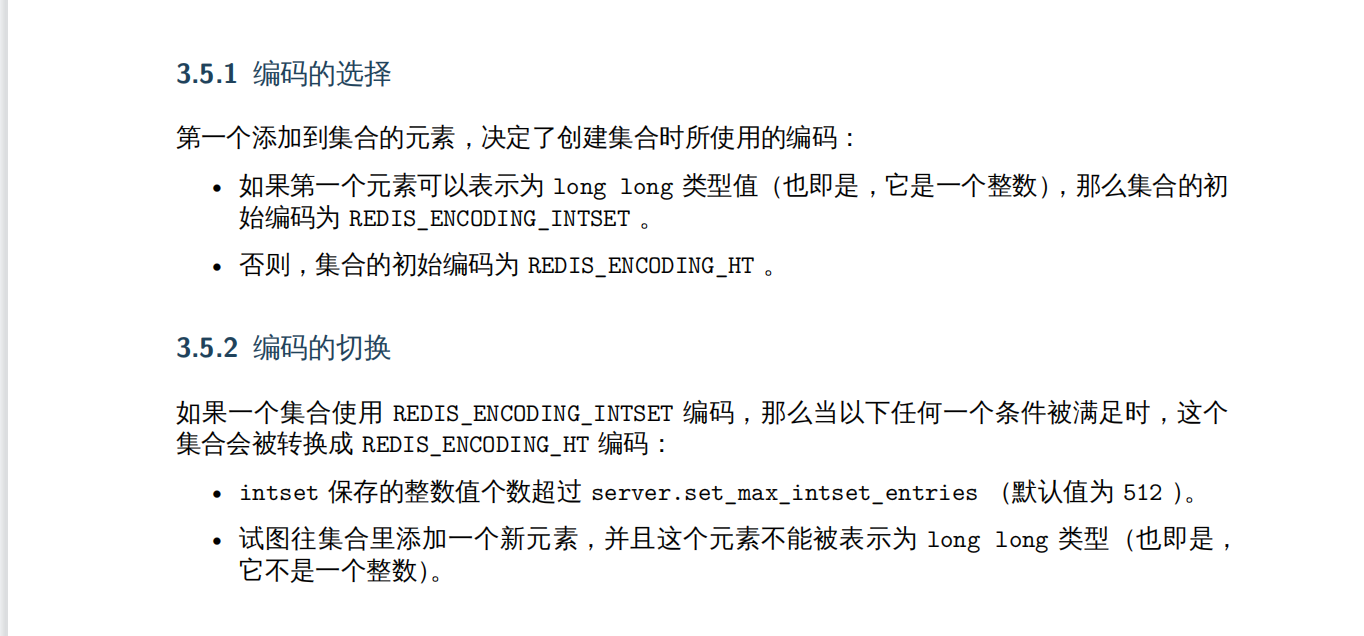 3.5.1 编码的选择
第一个添加到集合的元素，决定了创建集合时所使用的编码：
• 如果第一个元素可以表示为 long long 类型值（也即是，它是一个整数），那么集合的初
始编码为 REDIS_ENCODING_INTSET 。
• 否则，集合的初始编码为 REDIS_ENCODING_HT 。
3.5.2 编码的切换
如果一个集合使用 REDIS_ENCODING_INTSET 编码，那么当以下任何一个条件被满足时，这个
集合会被转换成 REDIS_ENCODING_HT 编码：
• intset 保存的整数值个数超过 server.set_max_intset_entries （默认值为 512 ）。
• 试图往集合里添加一个新元素，并且这个元素不能被表示为 long long 类型（也即是，
它不是一个整数）。